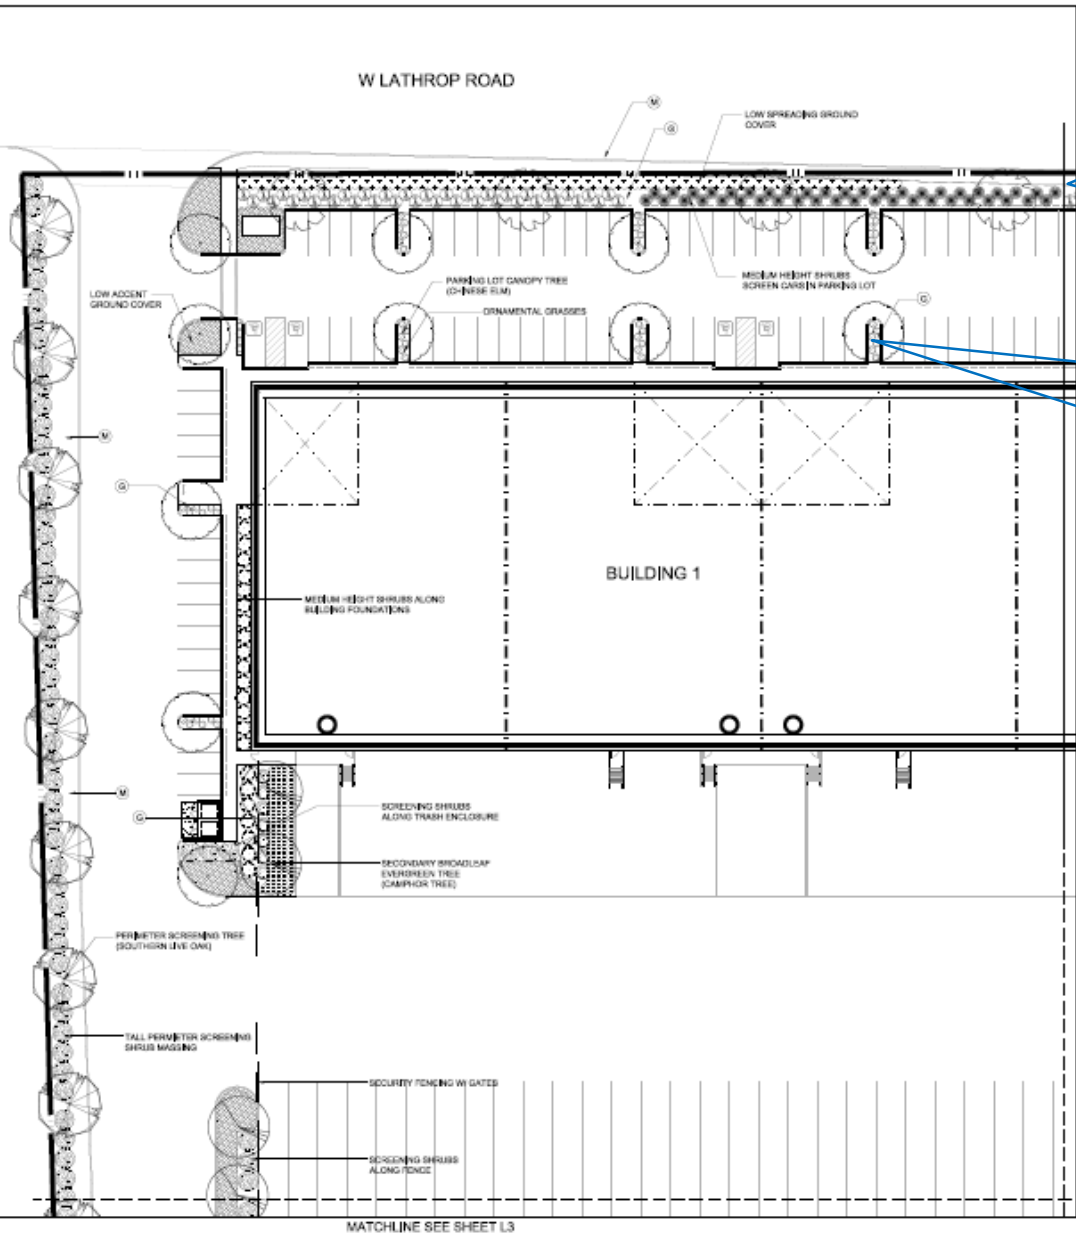 W LATHROP ROAD
M
G
LOW SPREADING GROUND
COVER
PARKING LOT CANOPY TREE
(CHINESE ELM)
ORNAMENTAL GRASSES
MEDIUM HEIGHT SHRUBS
SCREEN CARS IN PARKING LOT
G
LOW ACCENT
GROUND COVER
M
G
BUILDING 1
MEDIUM HEIGHT SHRUBS ALONG
BUILDING FOUNDATIONS
M
G
SCREENING SHRUBS
ALONG TRASH ENCLOSURE
SECONDARY BROADLEAF
EVERGREEN TREE
(CAMPHOR TREE)
PERIMETER SCREENING TREE
(SOUTHERN LIVE OAK)
TALL PERIMETER SCREENING
SHRUB MASSING
SECURITY FENCING W/ GATES
SCREENING SHRUBS
ALONG FENCE
MATCHLINE SEE SHEET L3